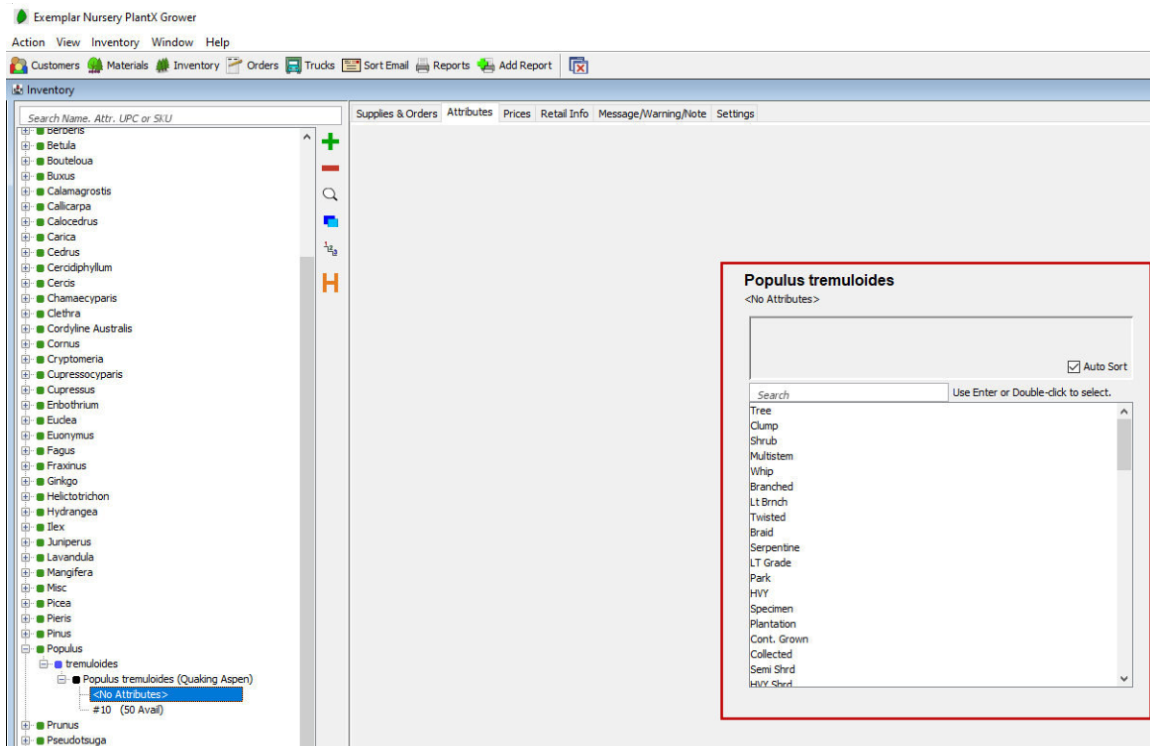 Exemplar Nursery PlantX Grower
Action View Inventory Window Help
Customers Materials Inventory Orders Trucks Sort Email Reports Add Report
Inventory
Search Name. Attr. UPC or SKU
Supplies & Orders Attributes Prices Retail Info Message/Warning/Note Settings
Berberis
Betula
Bouteloua
Buxus
Calamagrostis
Callicarpa
Calocedrus
Carica
Cedrus
Cercidiphyllum
Cercis
Chamaecyparis
Clethra
Cordyline Australis
Cornus
Cryptomeria
Cupressocyparis
Cupressus
Enbothrium
Euclea
Euonymus
Fagus
Fraxinus
Ginkgo
Helictotrichon
Hydrangea
Ilex
Juniperus
Lavandula
Mangifera
Misc
Picea
Pieris
Pinus
Populus
tremuloides
Populus tremuloides (Quaking Aspen)
<No Attributes>
#10 (50 Avail)
Prunus
Pseudotsuga
H
Populus tremuloides
<No Attributes>
Auto Sort
Search Use Enter or Double-click to select.
Tree
Clump
Shrub
Multistem
Whip
Branched
Lt Brnch
Twisted
Braid
Serpentine
LT Grade
Park
HVY
Specimen
Plantation
Cont. Grown
Collected
Semi Shrd
HVY Shrd